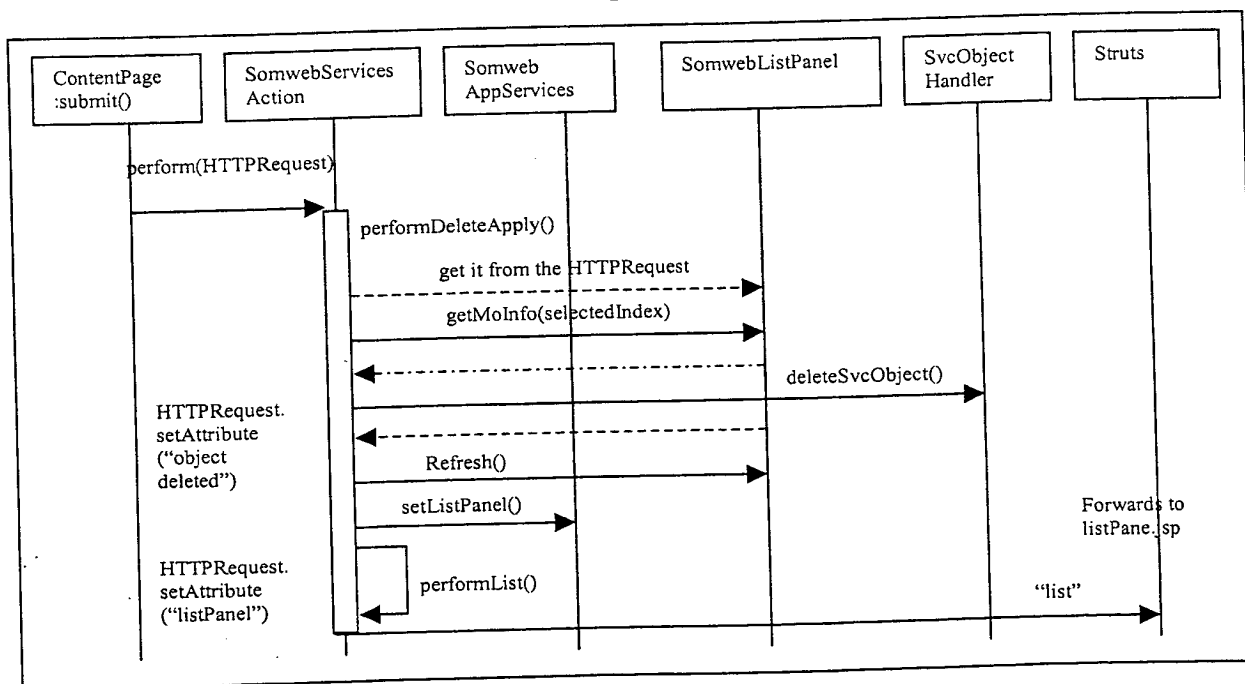 ContentPage
:submit()
SomwebServices
Action
Somweb
AppServices
SomwebListPanel
SvcObject
Handler
Struts
perform(HTTPRequest)
performDeleteApply()
get it from the HTTPRequest
getMoInfo(selectedIndex)
deleteSvcObject()
HTTPRequest.
setAttribute
(“object
deleted”)
Refresh()
setListPanel()
Forwards to
listPane.jsp
HTTPRequest.
setAttribute
(“listPanel”)
performList()
“list”